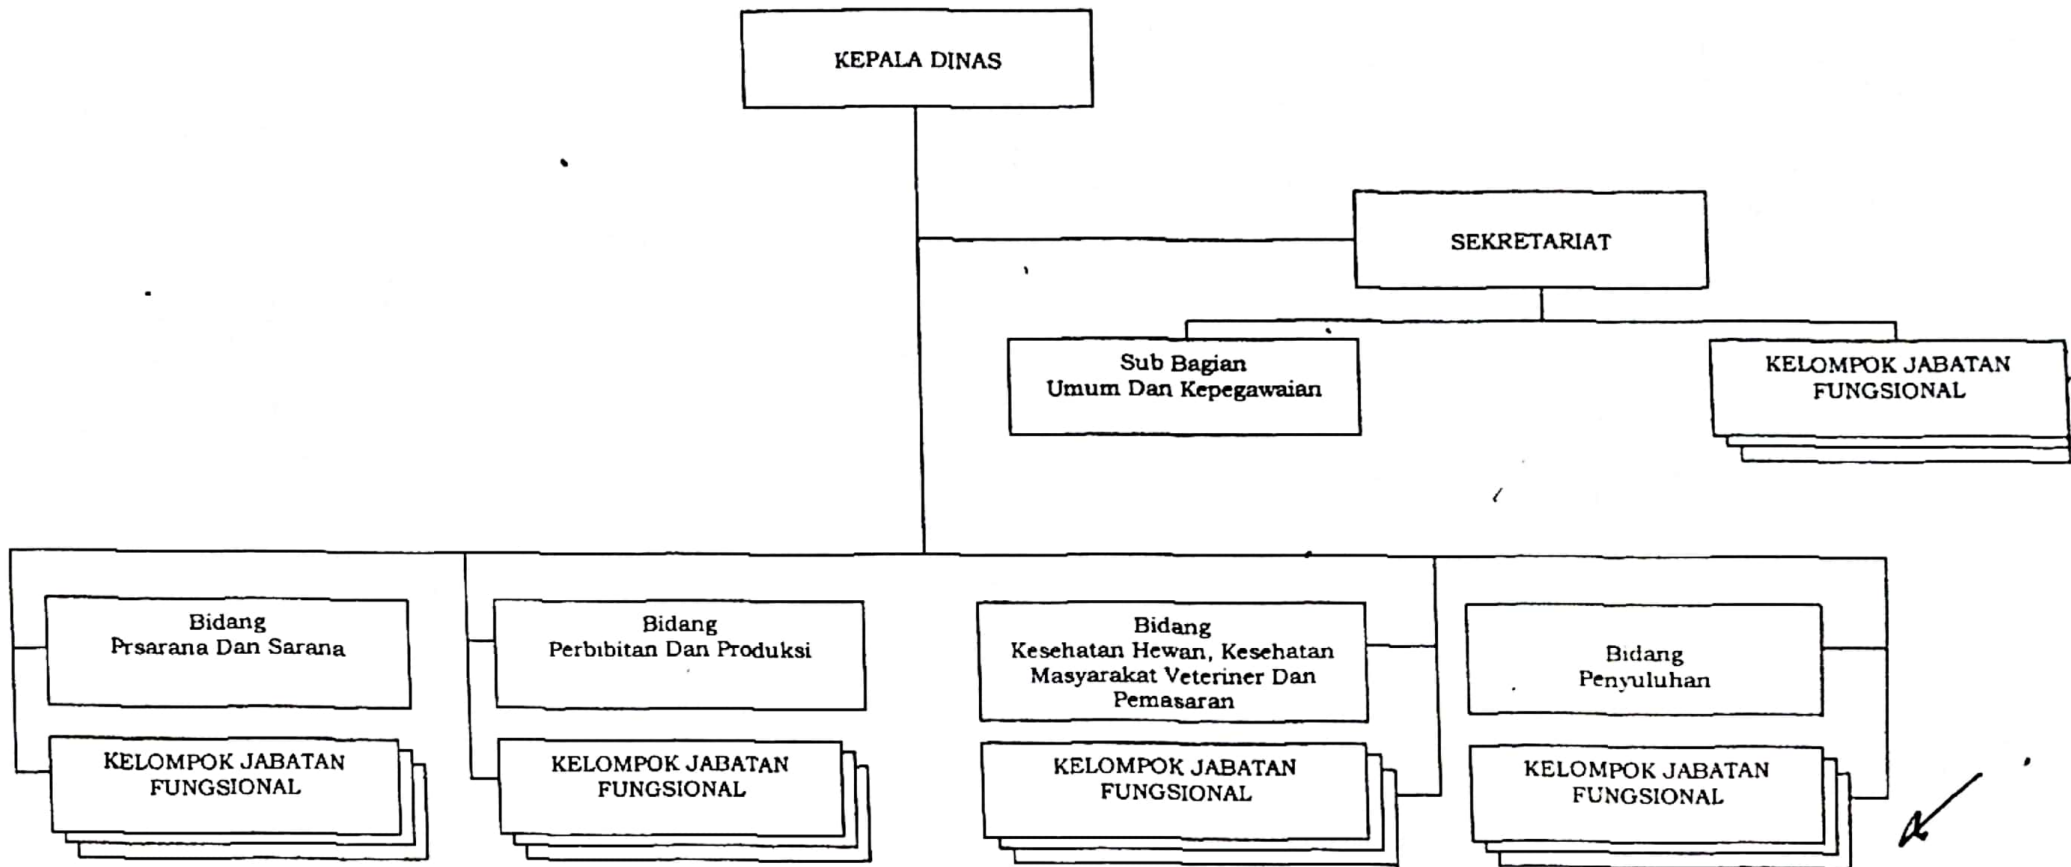 KEPALA DINAS
SEKRETARIAT
Sub Bagian
Umum Dan Kepegawaian
KELOMPOK JABATAN
FUNGSIONAL
Bidang
Prsarana Dan Sarana
Bidang
Perbibitan Dan Produksi
Bidang
Kesehatan Hewan, Kesehatan
Masyarakat Veteriner Dan
Pemasaran
Bidang
Penyuluhan
KELOMPOK JABATAN
FUNGSIONAL
KELOMPOK JABATAN
FUNGSIONAL
KELOMPOK JABATAN
FUNGSIONAL
KELOMPOK JABATAN
FUNGSIONAL